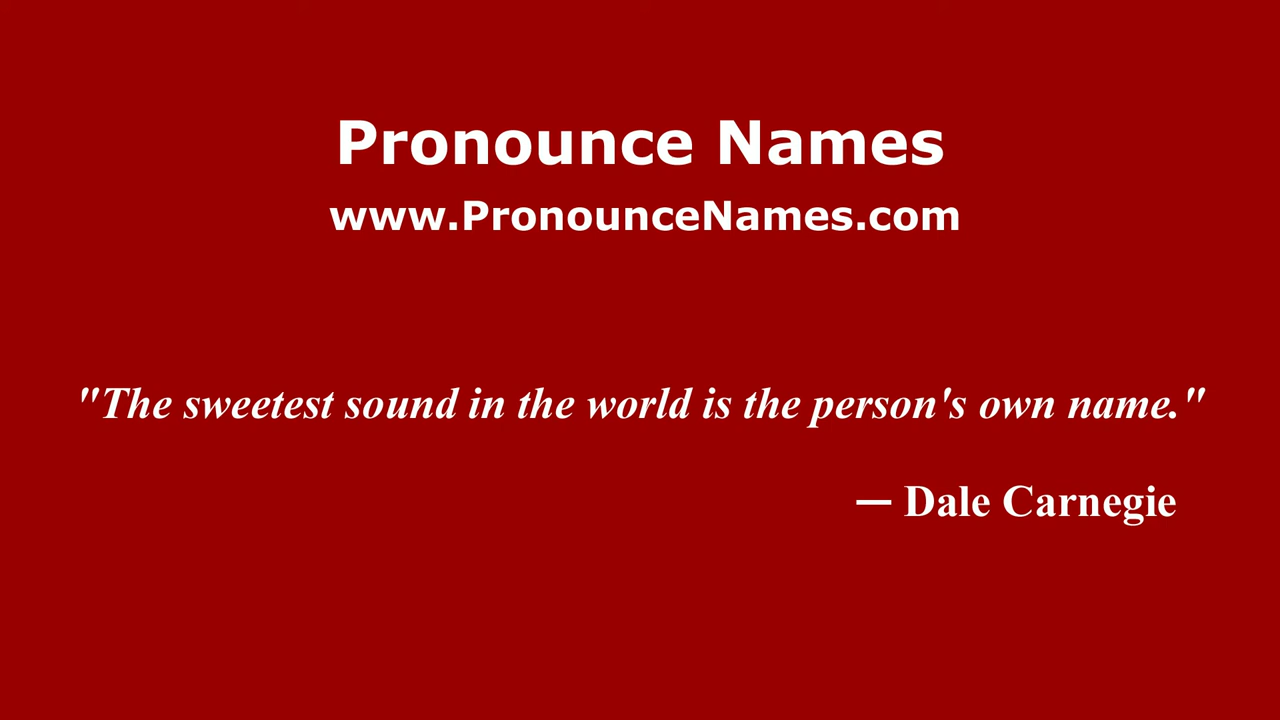 Pronounce Names
www.PronounceNames.com
"The sweetest sound in the world is the person's own name."
— Dale Carnegie